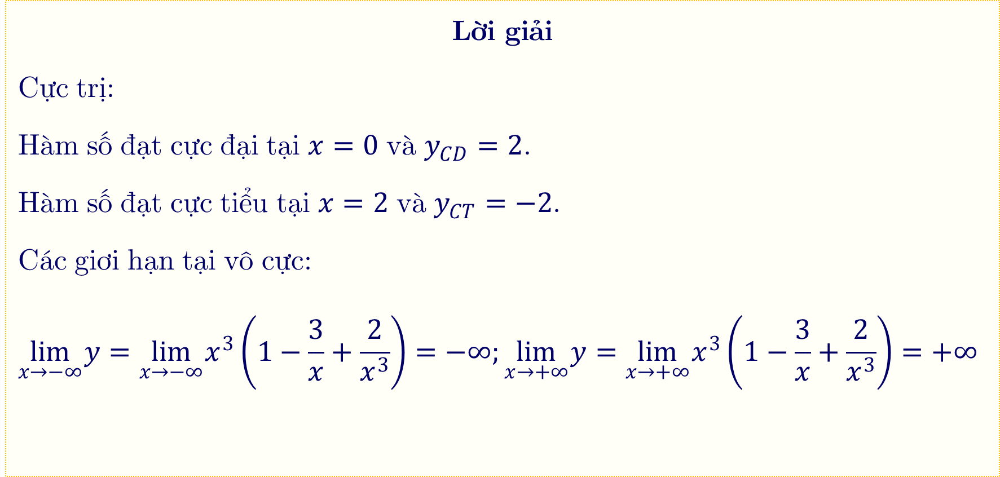 Lời giải
Cực trị:
Hàm số đạt cực đại tại $x = 0$ và $y_{CD} = 2$.
Hàm số đạt cực tiểu tại $x = 2$ và $y_{CT} = -2$.
Các giơi hạn tại vô cực:
$\lim_{x \to -\infty} y = \lim_{x \to -\infty} x^3 \left(1 - \frac{3}{x} + \frac{2}{x^3}\right) = -\infty; \lim_{x \to +\infty} y = \lim_{x \to +\infty} x^3 \left(1 - \frac{3}{x} + \frac{2}{x^3}\right) = +\infty$